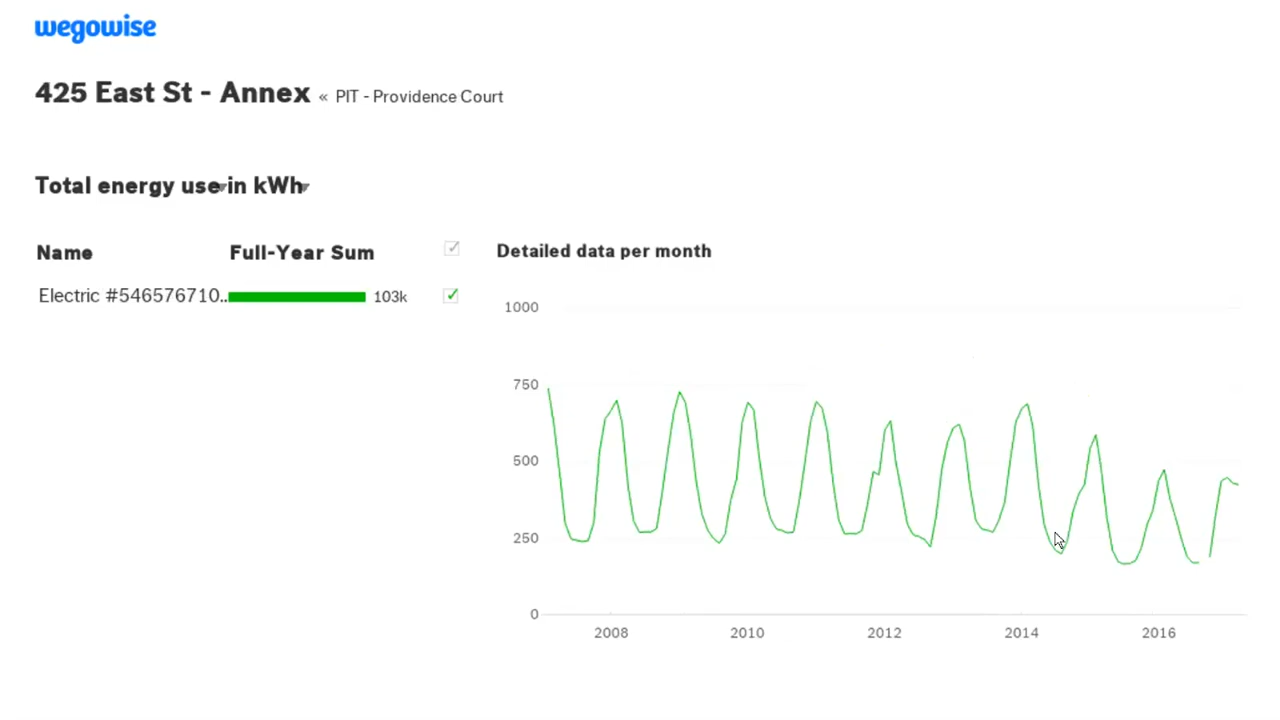 wegowise
425 East St - Annex « PIT - Providence Court
Total energy use in kWh
Name Full-Year Sum Detailed data per month
Electric #546576710.. 103k
1000
750
500
250
0
2008 2010 2012 2014 2016